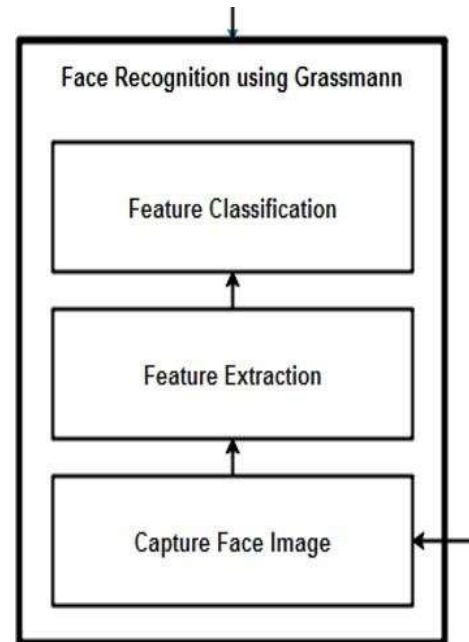 Face Recognition using Grassmann
Feature Classification
Feature Extraction
Capture Face Image